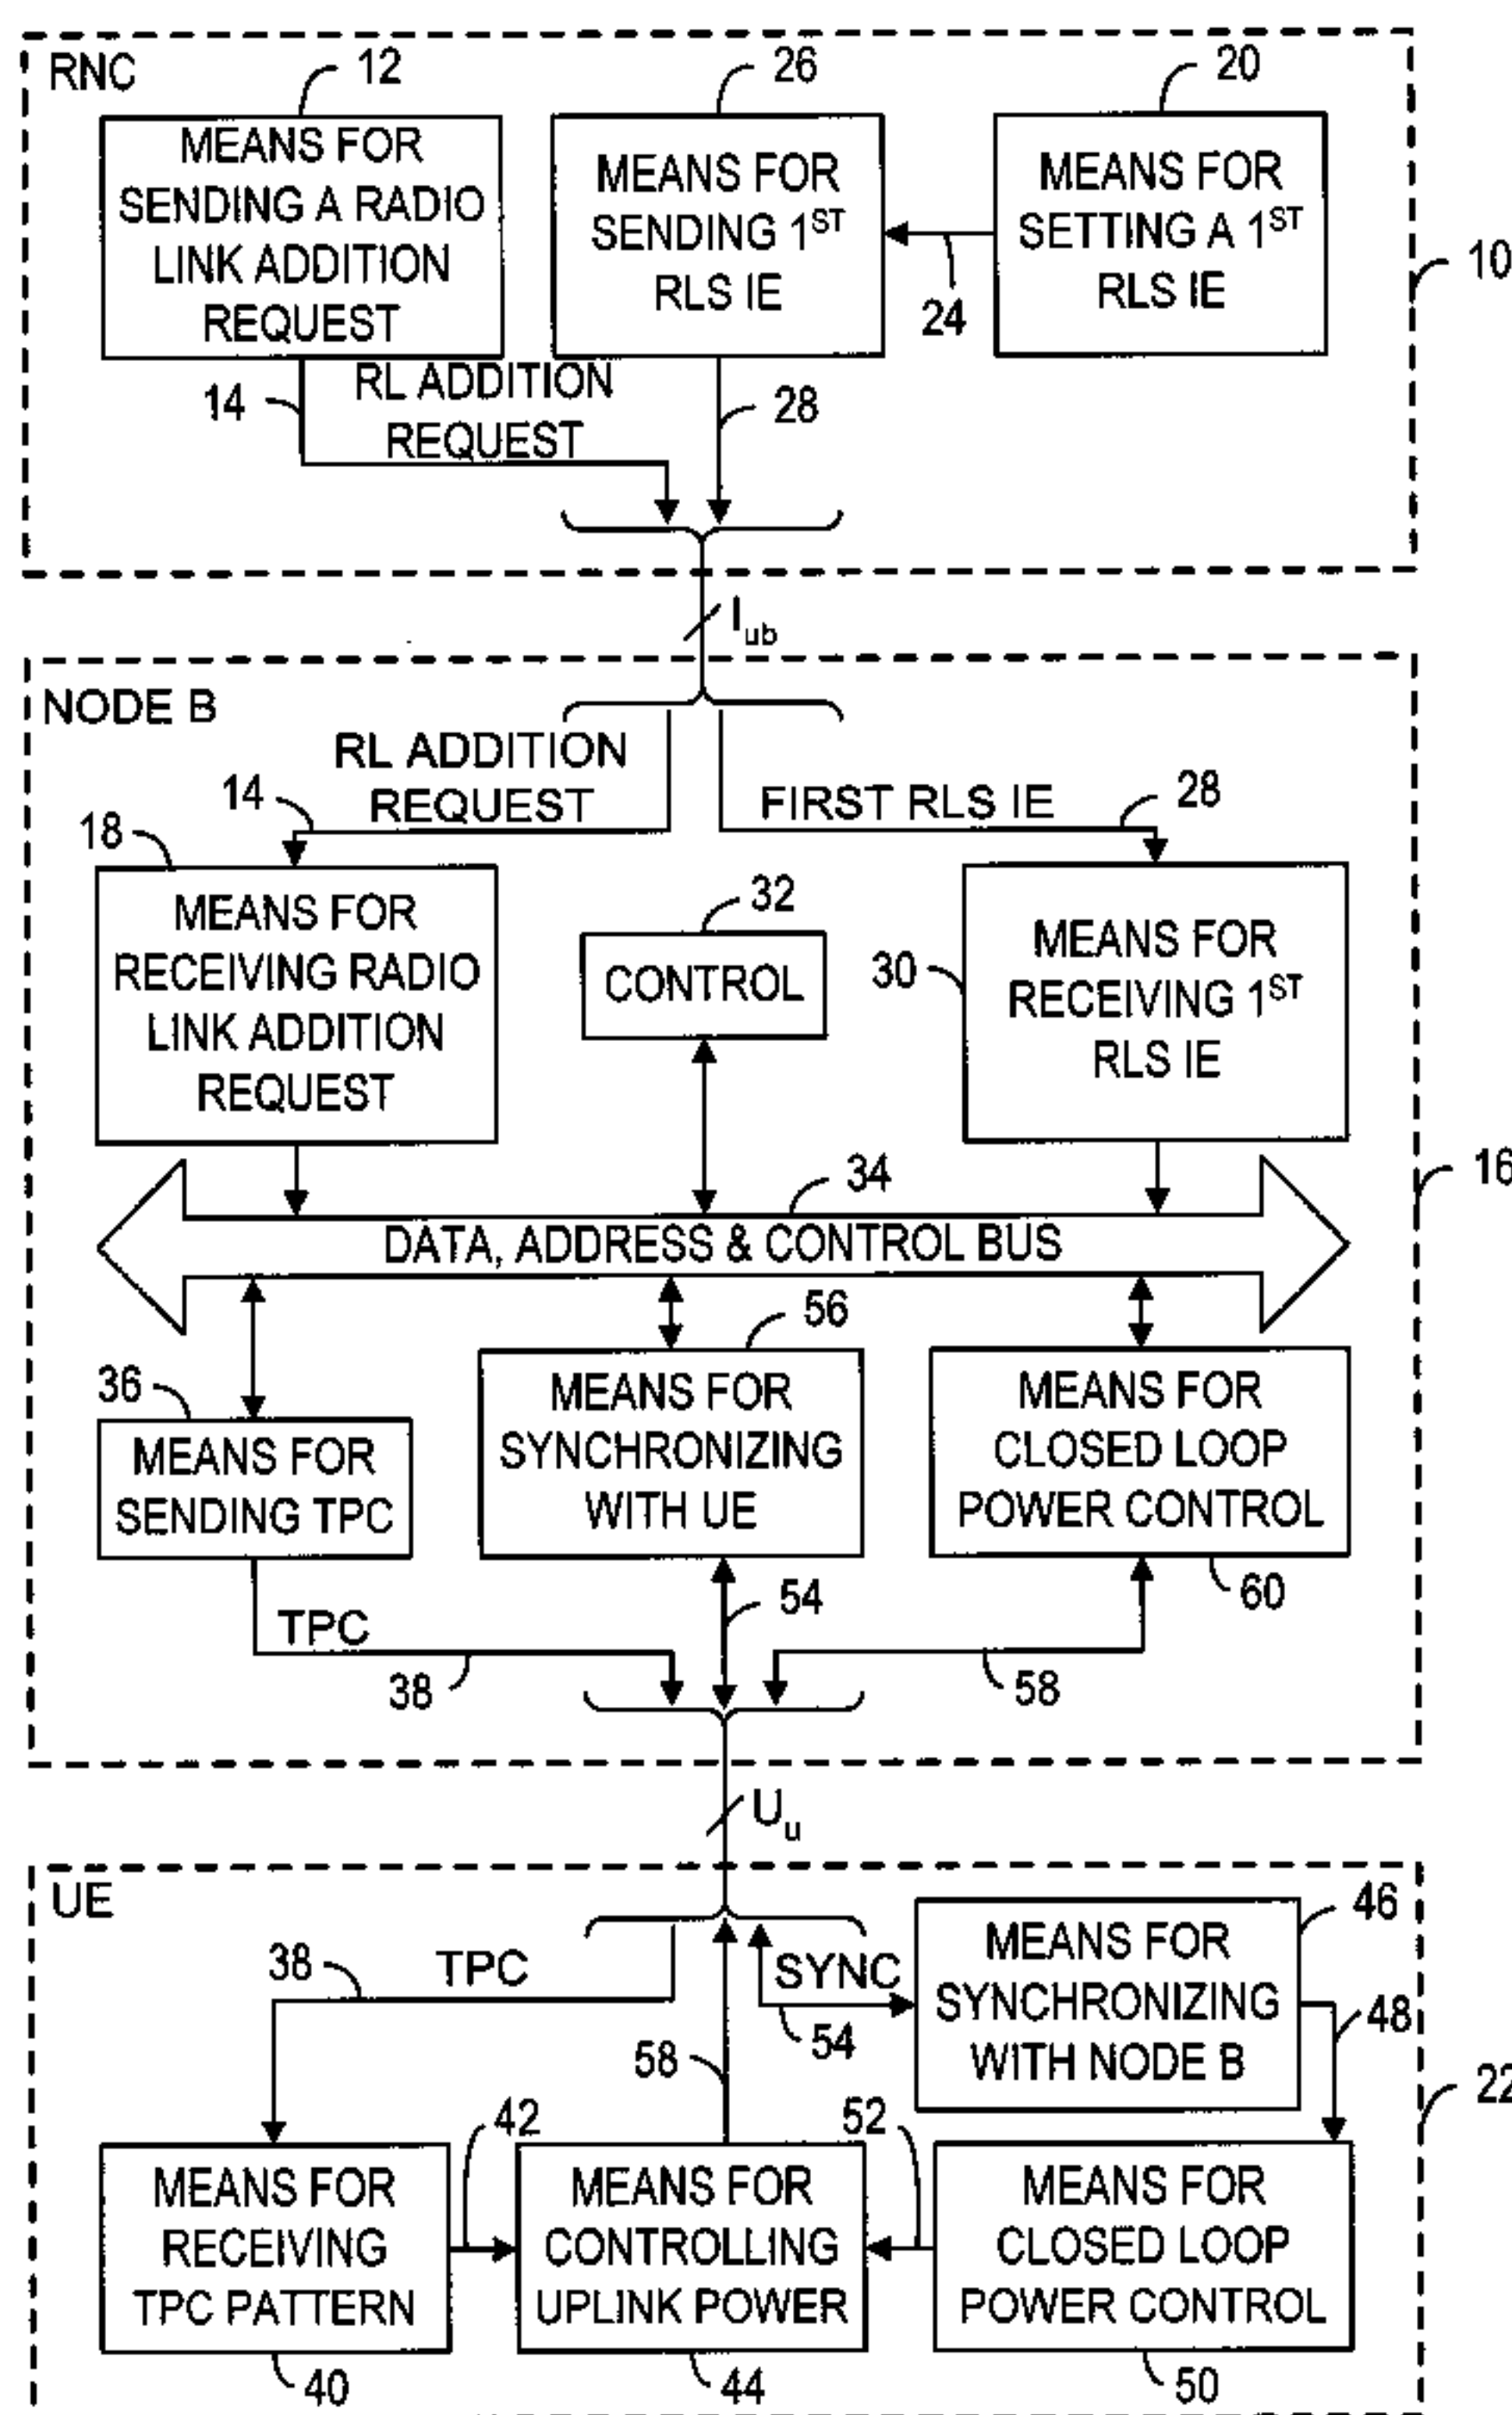 RNC
12
26
20
MEANS FOR
SENDING A RADIO
LINK ADDITION
REQUEST
MEANS FOR
SENDING 1ST
RLS IE
MEANS FOR
SETTING A 1ST
RLS IE
24
10
14
RL ADDITION
REQUEST
28
Iub
NODE B
RL ADDITION
REQUEST
14
FIRST RLS IE
28
18
MEANS FOR
RECEIVING RADIO
LINK ADDITION
REQUEST
32
CONTROL
30
MEANS FOR
RECEIVING 1ST
RLS IE
16
34
DATA, ADDRESS & CONTROL BUS
36
MEANS FOR
SENDING TPC
56
MEANS FOR
SYNCHRONIZING
WITH UE
MEANS FOR
CLOSED LOOP
POWER CONTROL
60
TPC
38
54
58
Uu
UE
38
TPC
SYNC
54
46
MEANS FOR
SYNCHRONIZING
WITH NODE B
48
58
22
42
52
MEANS FOR
RECEIVING
TPC PATTERN
40
MEANS FOR
CONTROLLING
UPLINK POWER
44
MEANS FOR
CLOSED LOOP
POWER CONTROL
50